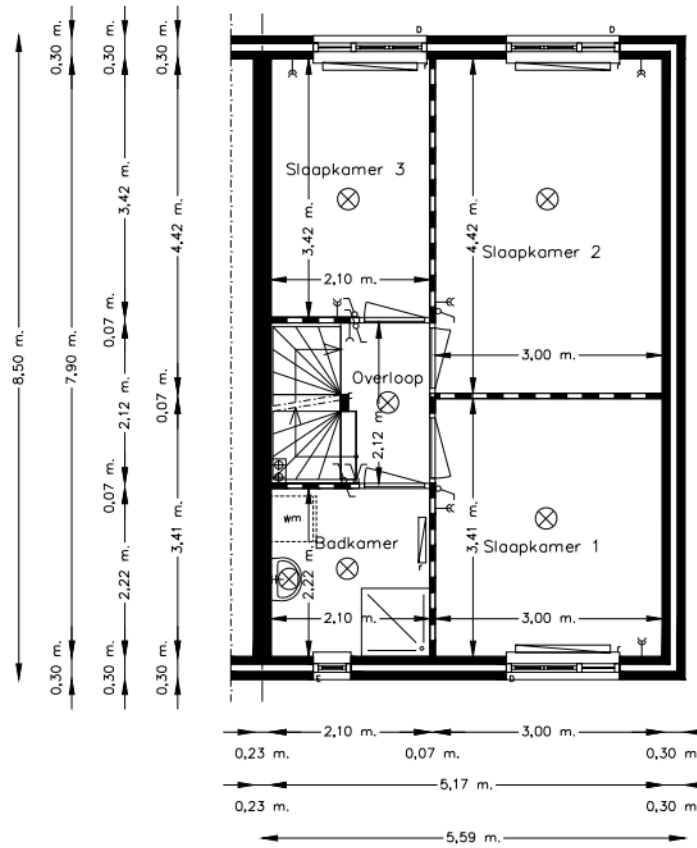 D
D
0,30 m.
0,30 m.
0,30 m.
r
r
3,42 m.
Slaapkamer 3
3,42 m.
4,42 m.
4,42 m.
Slaapkamer 2
2,10 m.
8,50 m.
7,90 m.
0,07 m.
3,00 m.
Overloop
2,12 m.
0,07 m.
2,12 m.
0,07 m.
wm
3,41 m.
Badkamer
3,41 m.
Slaapkamer 1
2,22 m.
2,22 m.
r
2,10 m.
3,00 m.
r
0,30 m.
0,30 m.
0,30 m.
E
D
2,10 m.
3,00 m.
0,23 m.
0,07 m.
0,30 m
5,17 m.
0,23 m.
0,30 m
5,59 m.